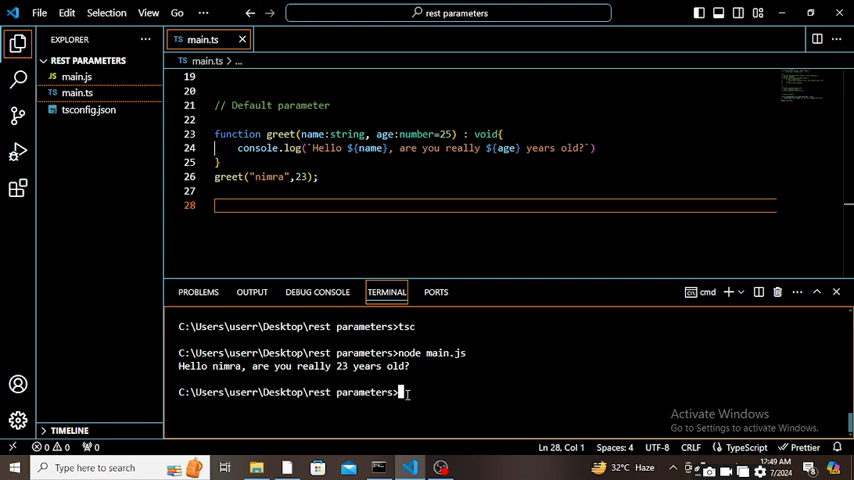 File Edit Selection View Go ··· rest parameters
EXPLORER ···
REST PARAMETERS
JS main.js
TS main.ts
tsconfig.json
TIMELINE
TS main.ts
TS main.ts > ...
19
20
21 // Default parameter
22
23 function greet(name:string, age:number=25) : void{
24 console.log(`Hello ${name}, are you really ${age} years old?`)
25 }
26 greet("nimra",23);
27
28
PROBLEMS OUTPUT DEBUG CONSOLE TERMINAL PORTS cmd
C:\Users\userr\Desktop\rest parameters>tsc
C:\Users\userr\Desktop\rest parameters>node main.js
Hello nimra, are you really 23 years old?
C:\Users\userr\Desktop\rest parameters>
Activate Windows
Go to Settings to activate Windows.
0 0 0 Ln 28, Col 1 Spaces: 4 UTF-8 CRLF {} TypeScript Prettier
Type here to search
32°C Haze
12:49 AM
7/2024